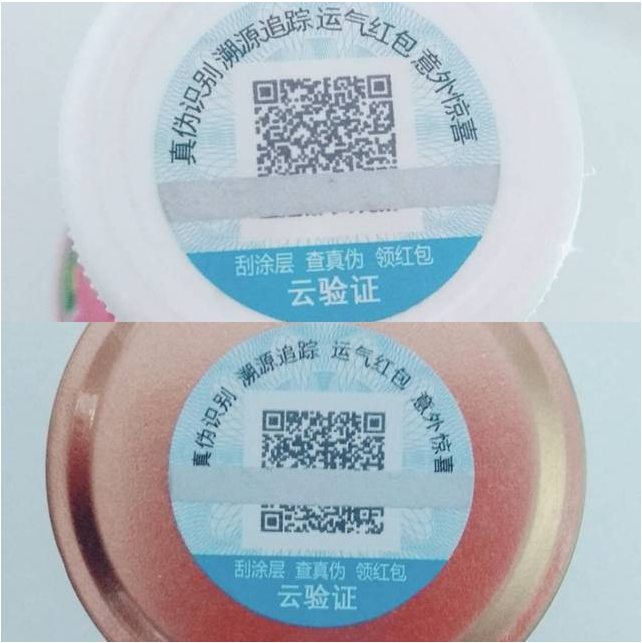 真伪识别 溯源追踪 运气红包 意外惊喜
刮涂层 查真伪 领红包
云验证
真伪识别 溯源追踪 运气红包 意外惊喜
刮涂层 查真伪 领红包
云验证